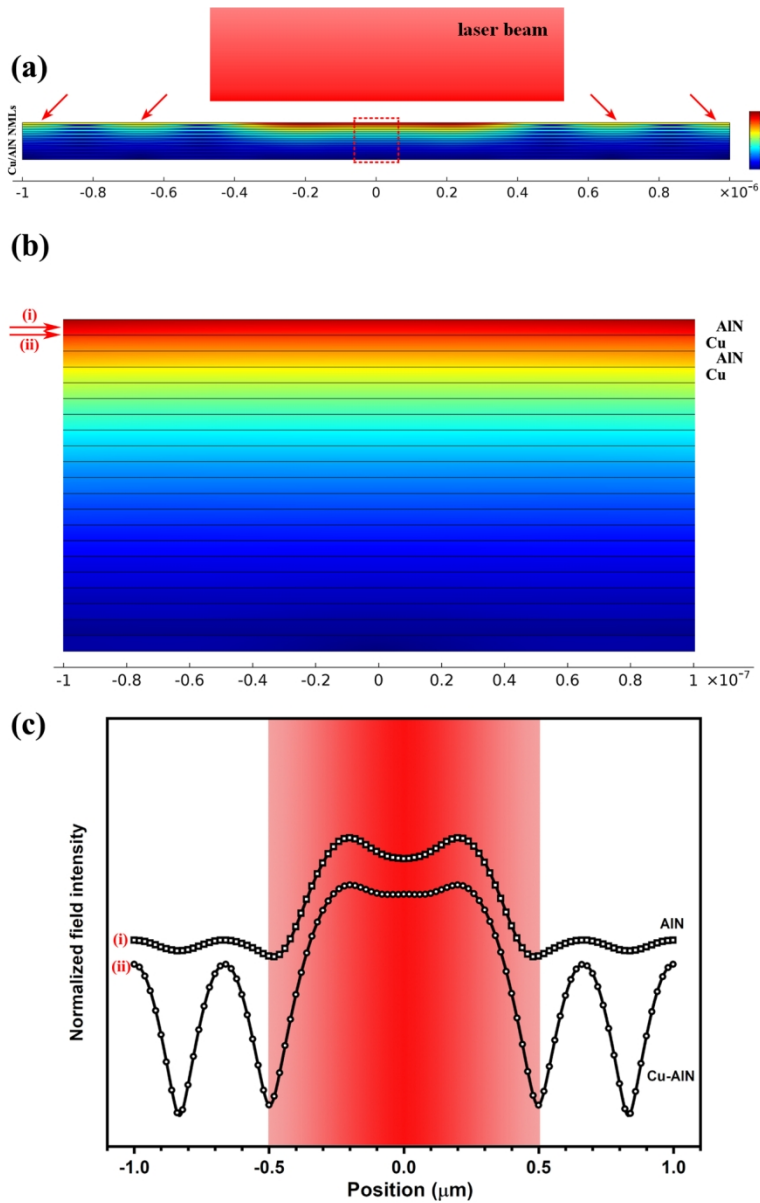 laser beam
(a)
Cu/AlN NMLs
-1 -0.8 -0.6 -0.4 -0.2 0 0.2 0.4 0.6 0.8 ×10⁻⁶
(b)
(i)
(ii)
AlN
Cu
AlN
Cu
-1 -0.8 -0.6 -0.4 -0.2 0 0.2 0.4 0.6 0.8 1 ×10⁻⁷
(c)
Normalized field intensity
(i)
AlN
(ii)
Cu-AlN
-1.0 -0.5 0.0 0.5 1.0
Position (μm)